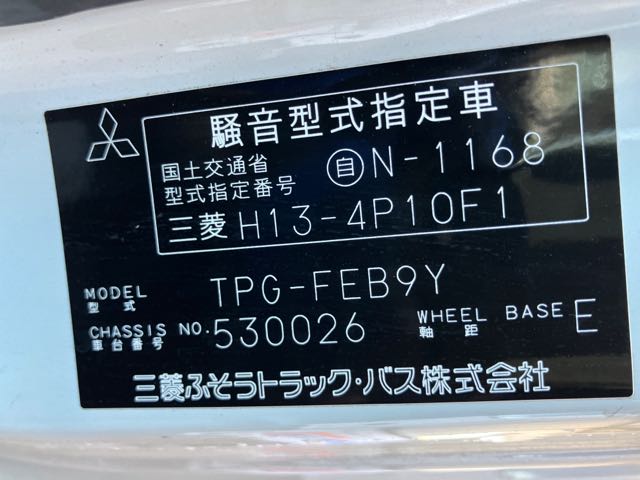 騒音型式指定車
国土交通省
型式指定番号 自 N-1168
三菱 H13-4P10F1
MODEL
型式 TPG-FEB9Y
CHASSIS NO.
車台番号 530026 WHEEL BASE
軸距 E
三菱ふそうトラック・バス株式会社